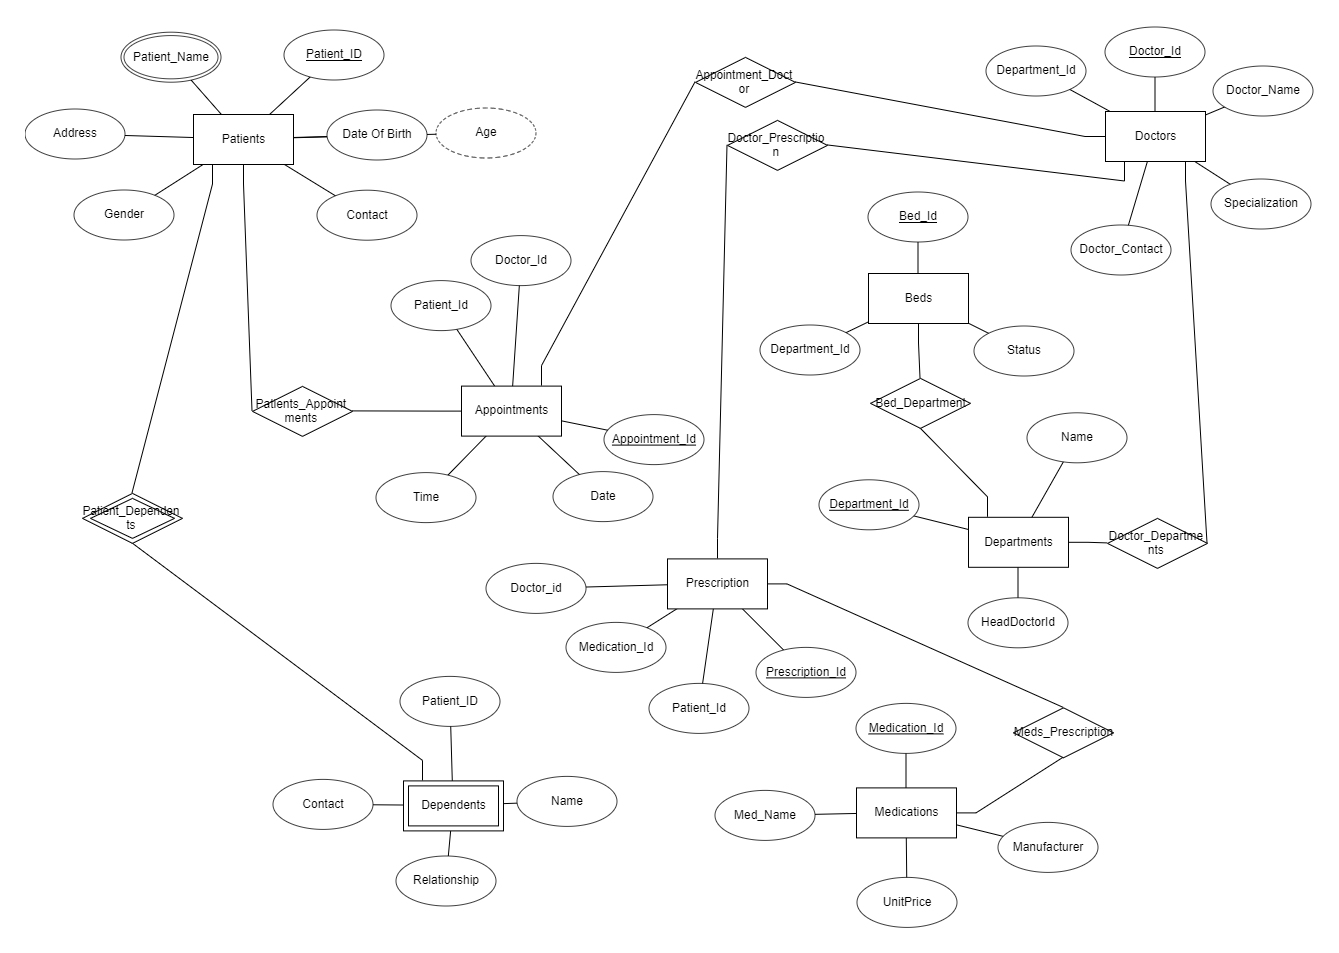 Patient_Name
Patient_ID
Address
Patients
Date Of Birth
Age
Gender
Contact
Appointment_Doct
or
Doctor_Prescriptio
n
Department_Id
Doctor_Id
Doctor_Name
Doctors
Specialization
Doctor_Contact
Bed_Id
Beds
Department_Id
Status
Bed_Department
Doctor_Id
Patient_Id
Patients_Appoint
ments
Appointments
Appointment_Id
Time
Date
Name
Department_Id
Departments
Doctor_Departme
nts
HeadDoctorId
Patient_Dependen
ts
Prescription
Doctor_id
Medication_Id
Patient_Id
Prescription_Id
Patient_ID
Contact
Dependents
Name
Relationship
Medication_Id
Meds_Prescription
Med_Name
Medications
Manufacturer
UnitPrice